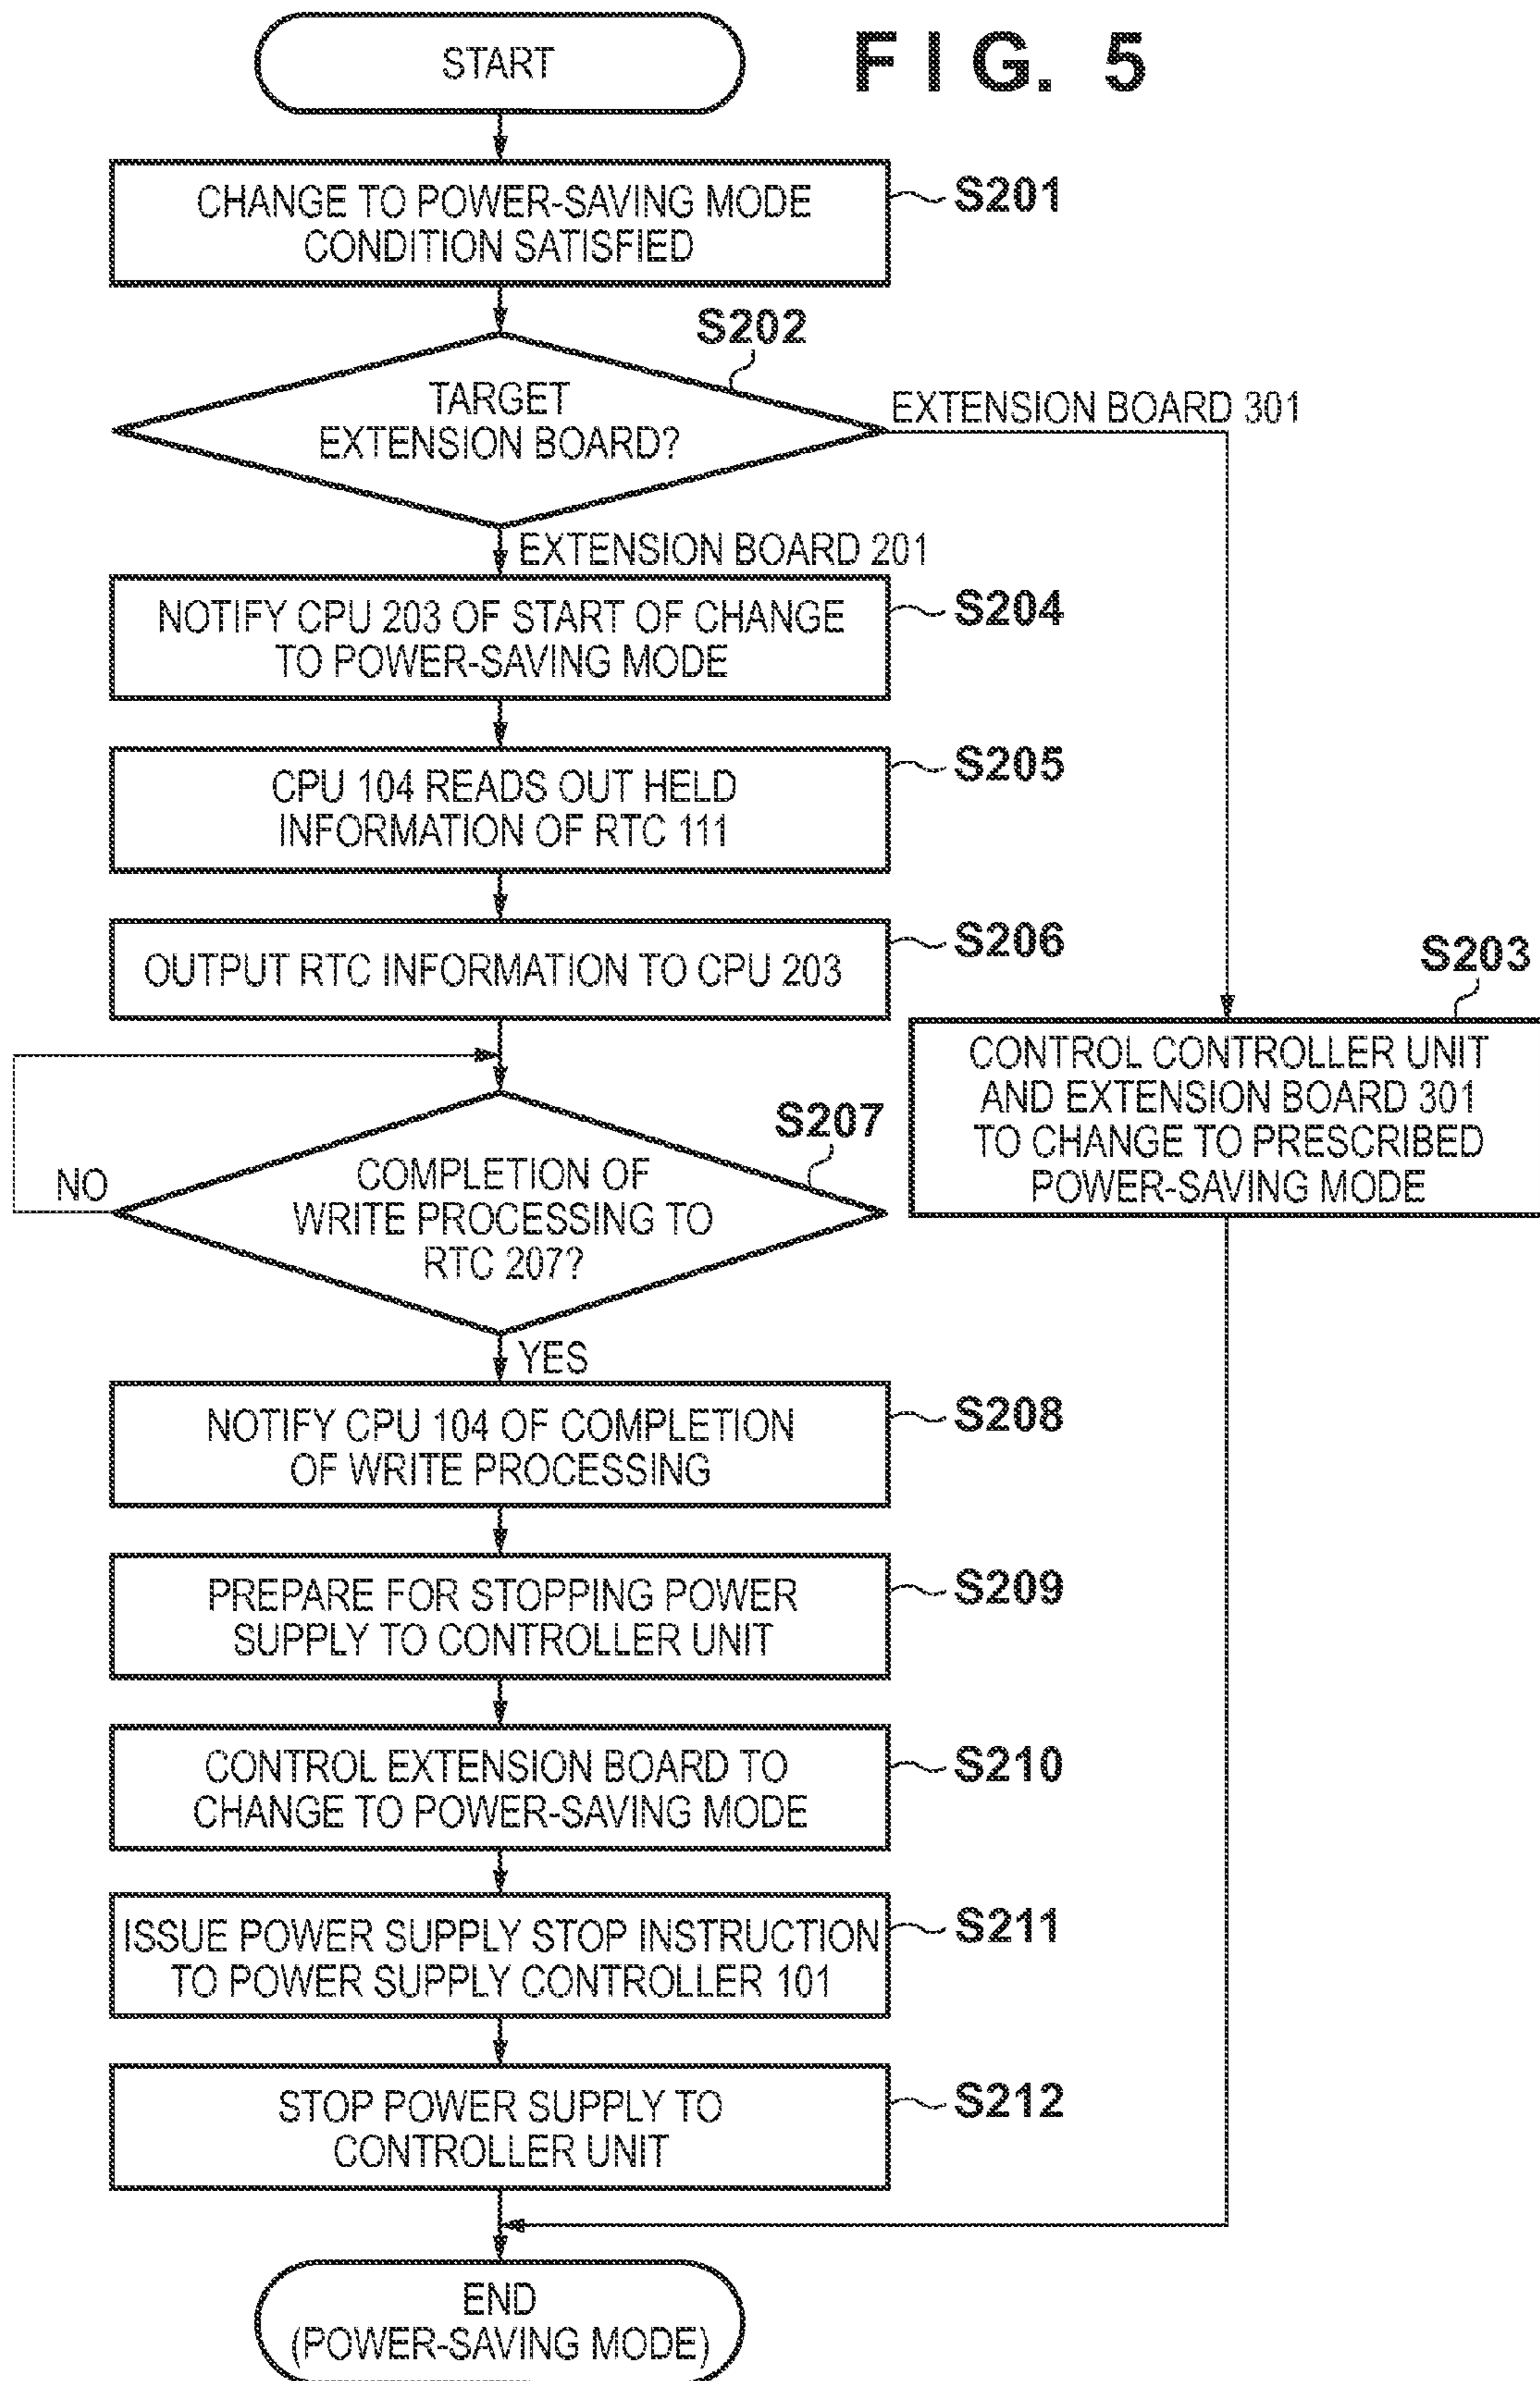 START
F I G. 5
CHANGE TO POWER-SAVING MODE
CONDITION SATISFIED
S201
S202
TARGET
EXTENSION BOARD?
EXTENSION BOARD 301
EXTENSION BOARD 201
NOTIFY CPU 203 OF START OF CHANGE
TO POWER-SAVING MODE
S204
CPU 104 READS OUT HELD
INFORMATION OF RTC 111
S205
OUTPUT RTC INFORMATION TO CPU 203
S206
S203
CONTROL CONTROLLER UNIT
AND EXTENSION BOARD 301
TO CHANGE TO PRESCRIBED
POWER-SAVING MODE
S207
COMPLETION OF
WRITE PROCESSING TO
RTC 207?
NO
YES
NOTIFY CPU 104 OF COMPLETION
OF WRITE PROCESSING
S208
PREPARE FOR STOPPING POWER
SUPPLY TO CONTROLLER UNIT
S209
CONTROL EXTENSION BOARD TO
CHANGE TO POWER-SAVING MODE
S210
ISSUE POWER SUPPLY STOP INSTRUCTION
TO POWER SUPPLY CONTROLLER 101
S211
STOP POWER SUPPLY TO
CONTROLLER UNIT
S212
END
(POWER-SAVING MODE)